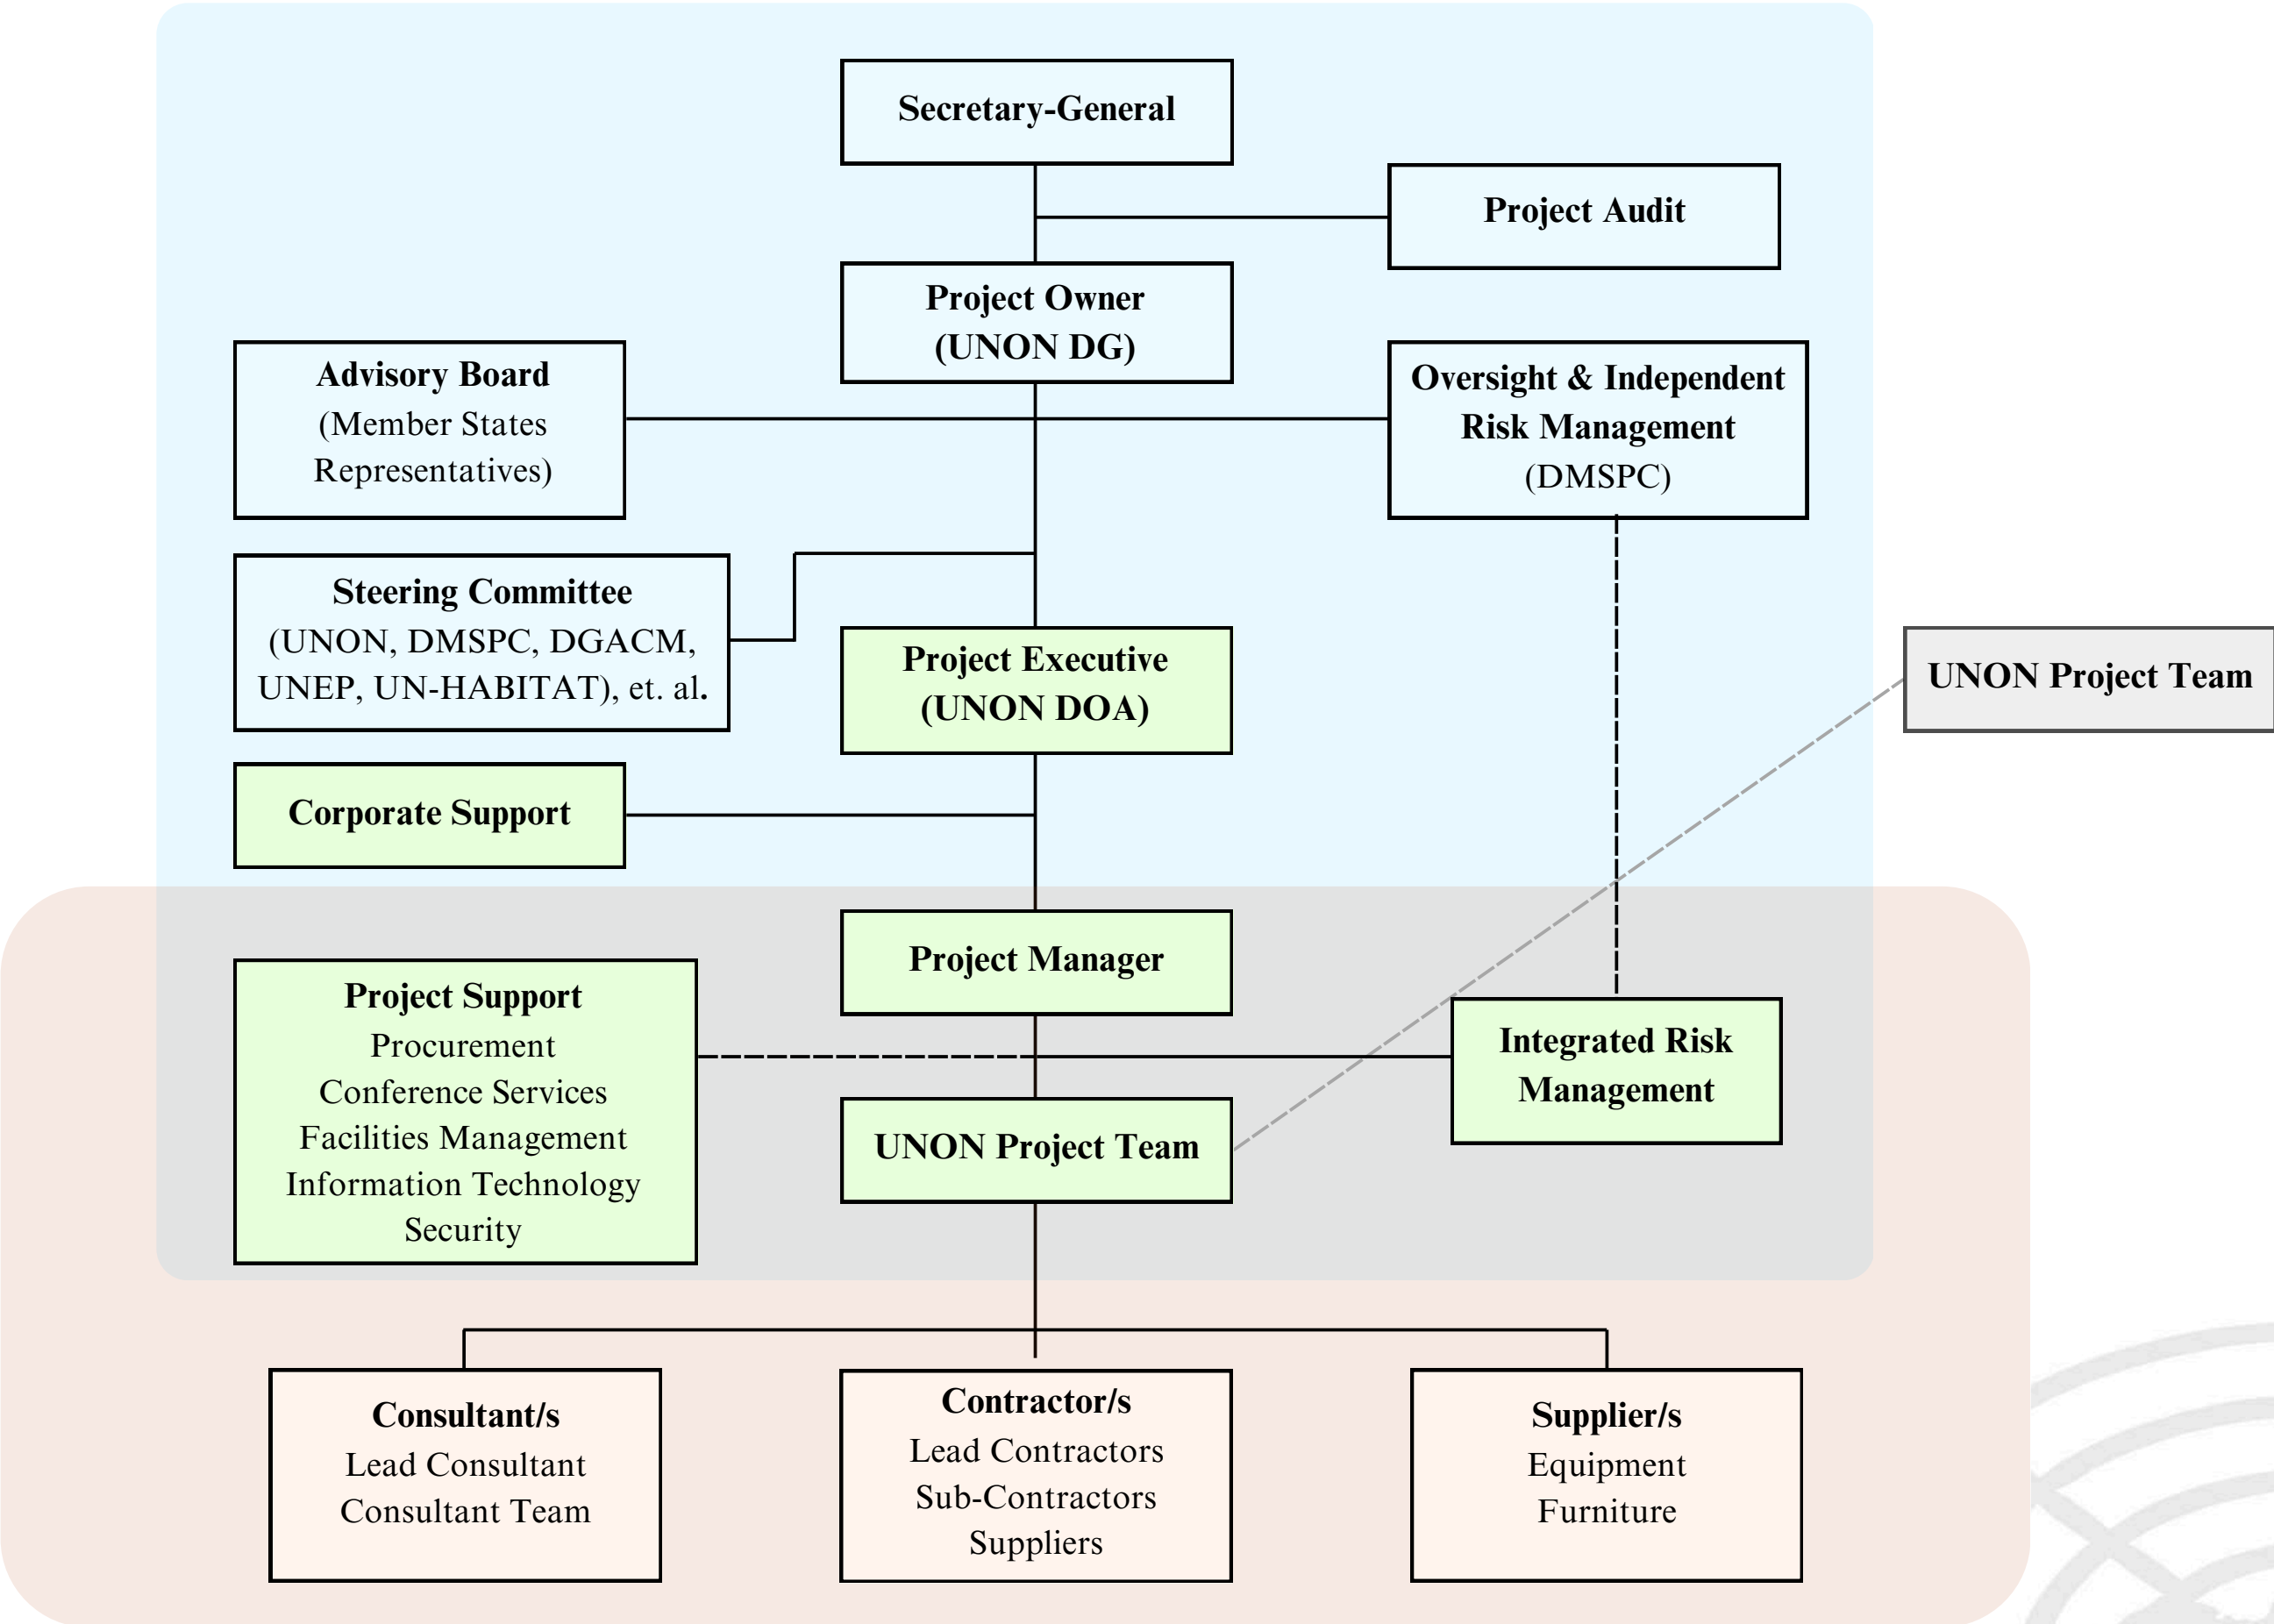 Secretary-General
Project Audit
Project Owner
(UNON DG)
Advisory Board
(Member States
Representatives)
Oversight & Independent
Risk Management
(DMSPC)
Steering Committee
(UNON, DMSPC, DGACM,
UNEP, UN-HABITAT), et. al.
Project Executive
(UNON DOA)
UNON Project Team
Corporate Support
Project Manager
Project Support
Procurement
Conference Services
Facilities Management
Information Technology
Security
Integrated Risk
Management
UNON Project Team
Consultant/s
Lead Consultant
Consultant Team
Contractor/s
Lead Contractors
Sub-Contractors
Suppliers
Supplier/s
Equipment
Furniture